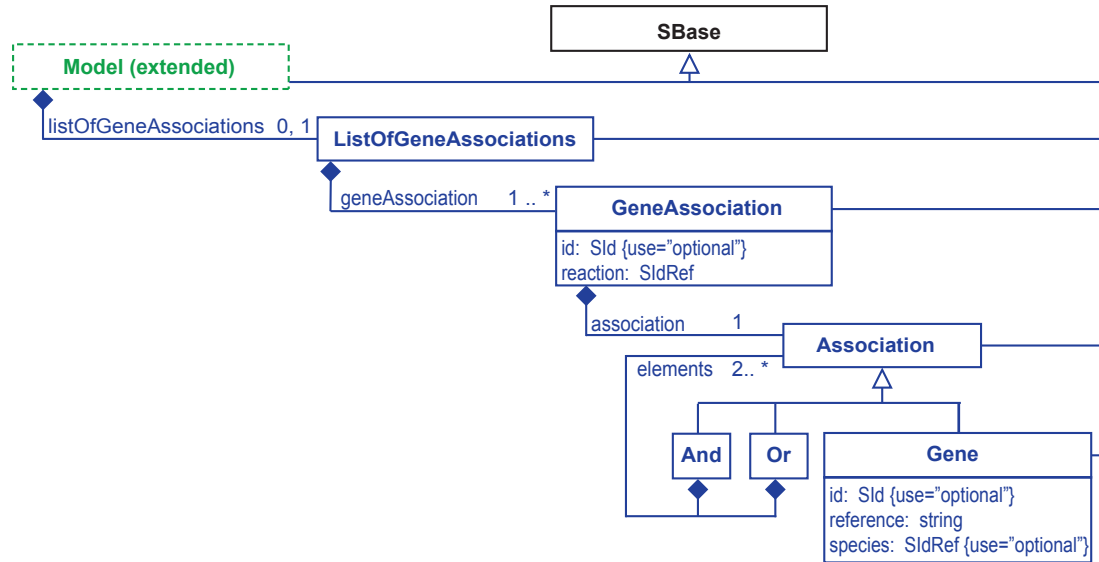 SBase
Model (extended)
listOfGeneAssociations 0, 1
ListOfGeneAssociations
geneAssociation 1 .. *
GeneAssociation
id: SId {use=”optional”}
reaction: SIdRef
association 1
Association
elements 2.. *
And
Or
Gene
id: SId {use=”optional”}
reference: string
species: SIdRef {use=”optional”}